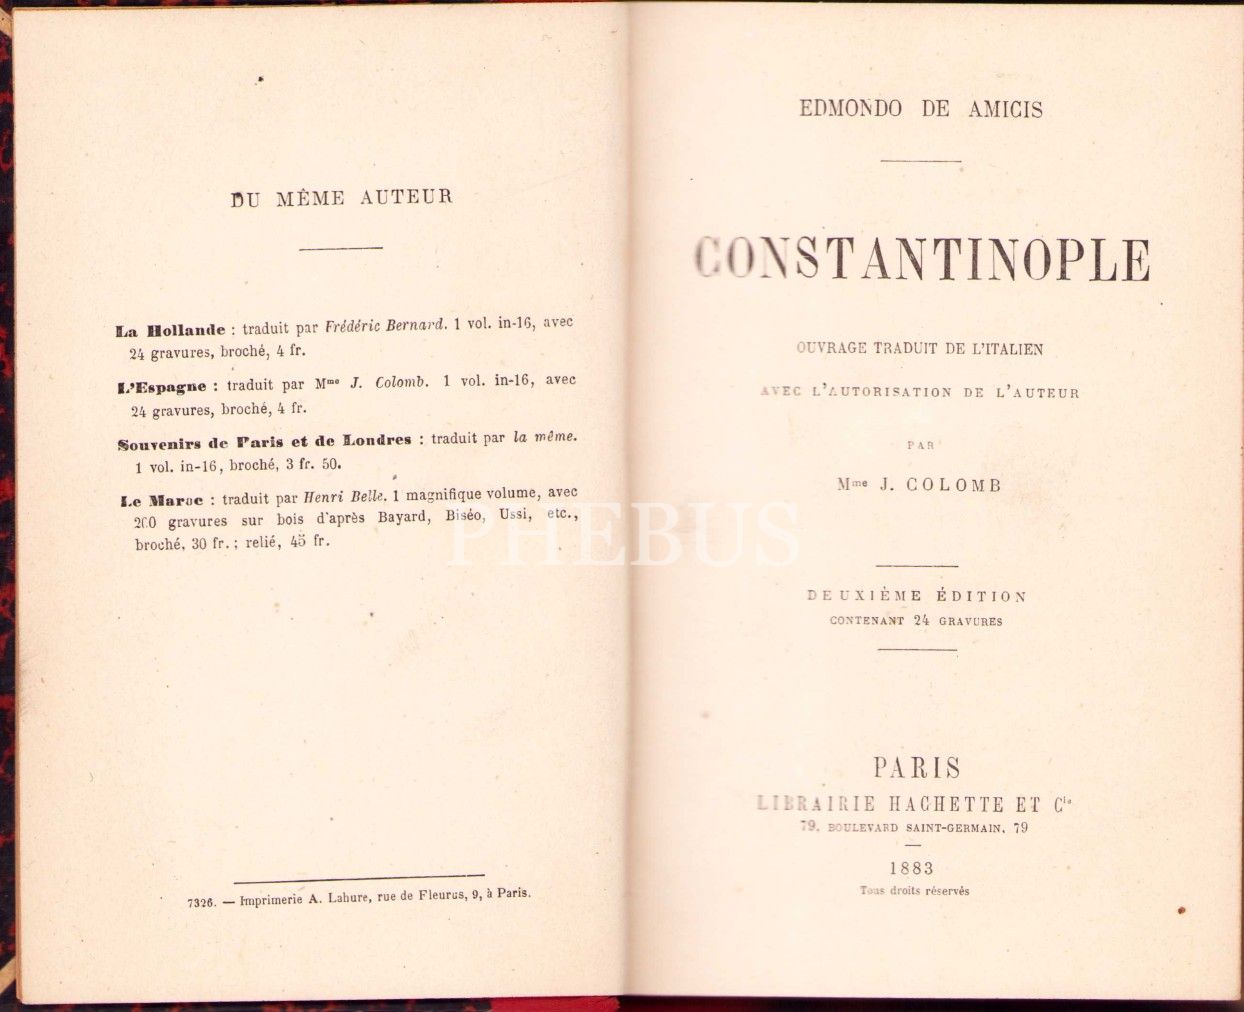 DU MÊME AUTEUR
La Hollande : traduit par Frédéric Bernard. 1 vol. in-16, avec
24 gravures, broché, 4 fr.
L'Espagne : traduit par Mme J. Colomb. 1 vol. in-16, avec
24 gravures, broché, 4 fr.
Souvenirs de Paris et de Londres : traduit par la même.
1 vol. in-16, broché, 3 fr. 50.
Le Maroc : traduit par Henri Belle. 1 magnifique volume, avec
200 gravures sur bois d'après Bayard, Biséo, Ussi, etc.,
broché, 30 fr. ; relié, 45 fr.
7326. — Imprimerie A. Lahure, rue de Fleurus, 9, à Paris.
EDMONDO DE AMICIS
CONSTANTINOPLE
OUVRAGE TRADUIT DE L'ITALIEN
AVEC L'AUTORISATION DE L'AUTEUR
PAR
Mme J. COLOMB
DEUXIÈME ÉDITION
CONTENANT 24 GRAVURES
PARIS
LIBRAIRIE HACHETTE ET Cie
79, BOULEVARD SAINT-GERMAIN, 79
1883
Tous droits réservés
PHEBUS